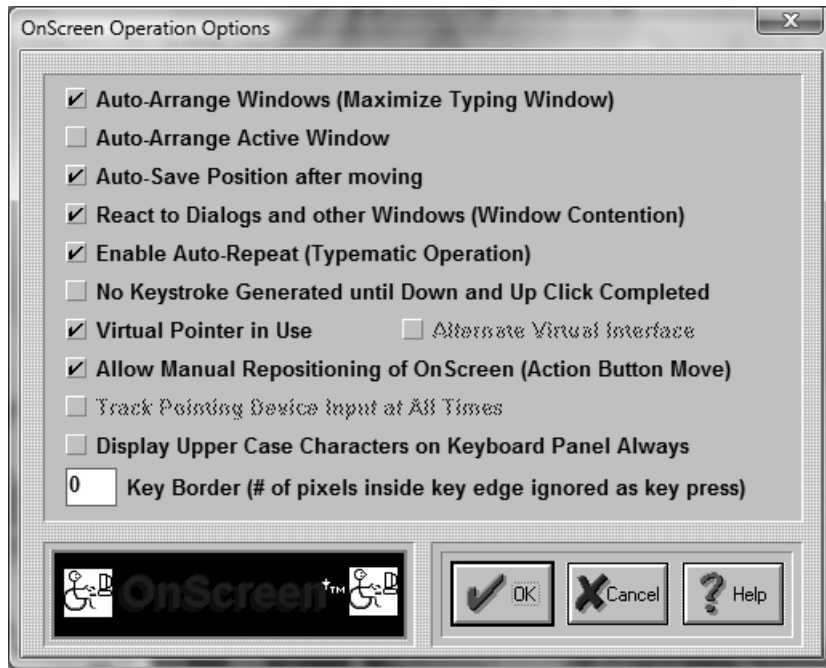 OnScreen Operation Options
Auto-Arrange Windows (Maximize Typing Window)
Auto-Arrange Active Window
Auto-Save Position after moving
React to Dialogs and other Windows (Window Contention)
Enable Auto-Repeat (Typematic Operation)
No Keystroke Generated until Down and Up Click Completed
Virtual Pointer in Use Alternate Virtual Interface
Allow Manual Repositioning of OnScreen (Action Button Move)
Track Pointing Device Input at All Times
Display Upper Case Characters on Keyboard Panel Always
0 Key Border (# of pixels inside key edge ignored as key press)
OnScreen+™ OK Cancel Help